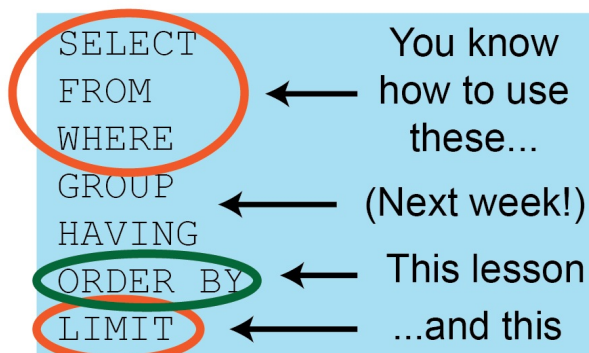 SELECT
FROM
WHERE
GROUP
HAVING
ORDER BY
LIMIT
You know
how to use
these...
(Next week!)
This lesson
...and this